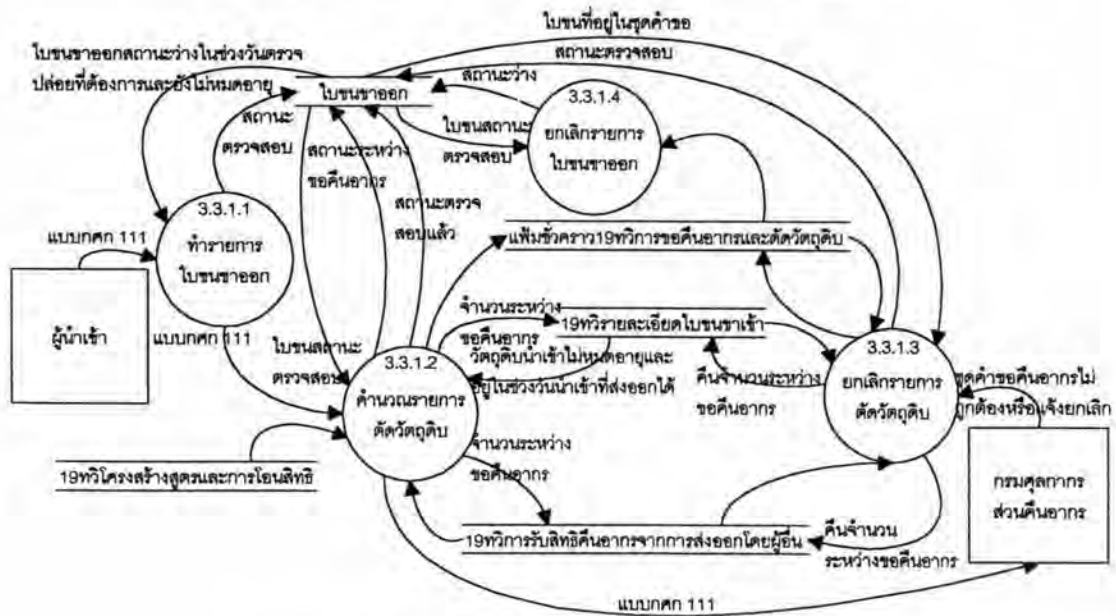 ใบขนที่อยู่ในชุดคำขอ
ใบขนขาออกสถานะว่างในช่วงวันตรวจ
ปล่อยที่ต้องการและยังไม่หมดอายุ
สถานะตรวจสอบ
สถานะว่าง
ใบขนขาออก
3.3.1.4
ยกเลิกรายการ
ใบขนขาออก
สถานะ
ตรวจสอบ
ใบขนสถานะ
ตรวจสอบ
สถานะระหว่าง
ขอคืนอากร
สถานะตรวจ
สอบแล้ว
3.3.1.1
ทำรายการ
ใบขนขาออก
แบบกศก 111
ผู้นำเข้า
แฟ้มชั่วคราว19ทวิการขอคืนอากรและตัดวัตถุดิบ
แบบกศก 111
ใบขนสถานะ
ตรวจสอบ
จำนวนระหว่าง
ขอคืนอากร
19ทวิรายละเอียดใบขนขาเข้า
วัตถุดิบนำเข้าไม่หมดอายุและ
อยู่ในช่วงวันนำเข้าที่ส่งออกได้
3.3.1.2
คำนวณรายการ
ตัดวัตถุดิบ
คืนจำนวนระหว่าง
ขอคืนอากร
3.3.1.3
ยกเลิกรายการ
ตัดวัตถุดิบ
ชุดคำขอคืนอากรไม่
ถูกต้องหรือแจ้งยกเลิก
จำนวนระหว่าง
ขอคืนอากร
19ทวิโครงสร้างสูตรและการโอนสิทธิ
กรมศุลกากร
ส่วนคืนอากร
19ทวิการรับสิทธิคืนอากรจากการส่งออกโดยผู้อื่น
คืนจำนวน
ระหว่างขอคืนอากร
แบบกศก 111